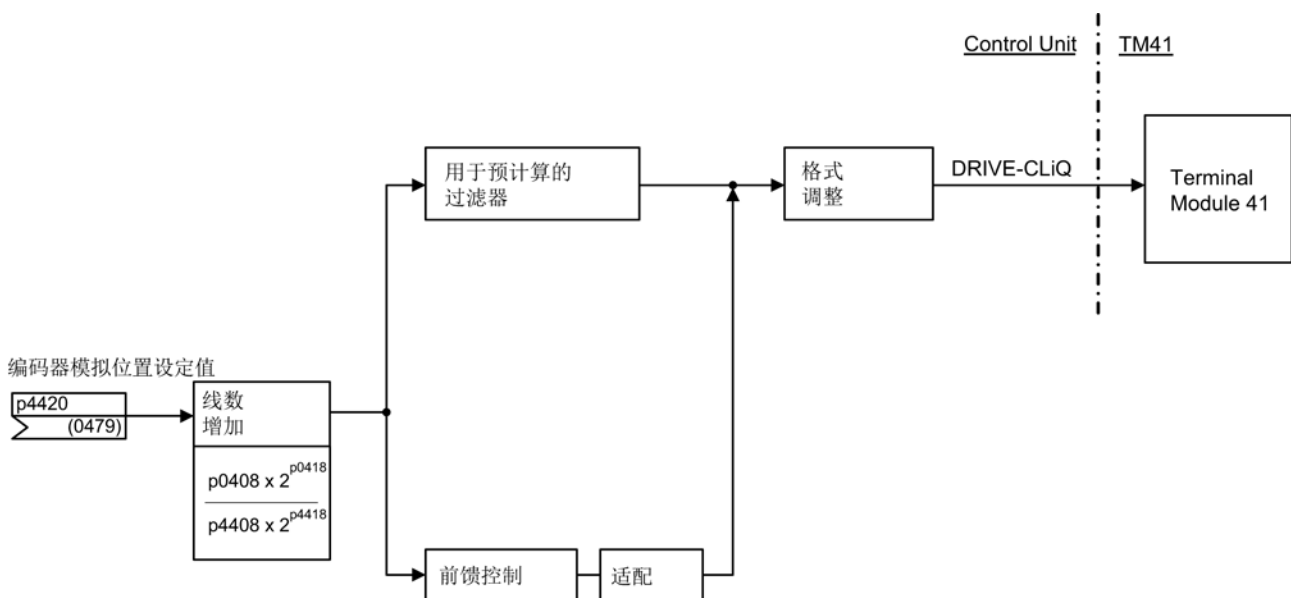 Control Unit TM41
用于预计算的
过滤器
格式
调整
DRIVE-CLiQ
Terminal
Module 41
编码器模拟位置设定值
p4420
(0479)
线数
增加
p0408 x 2^p0418
p4408 x 2^p4418
前馈控制
适配